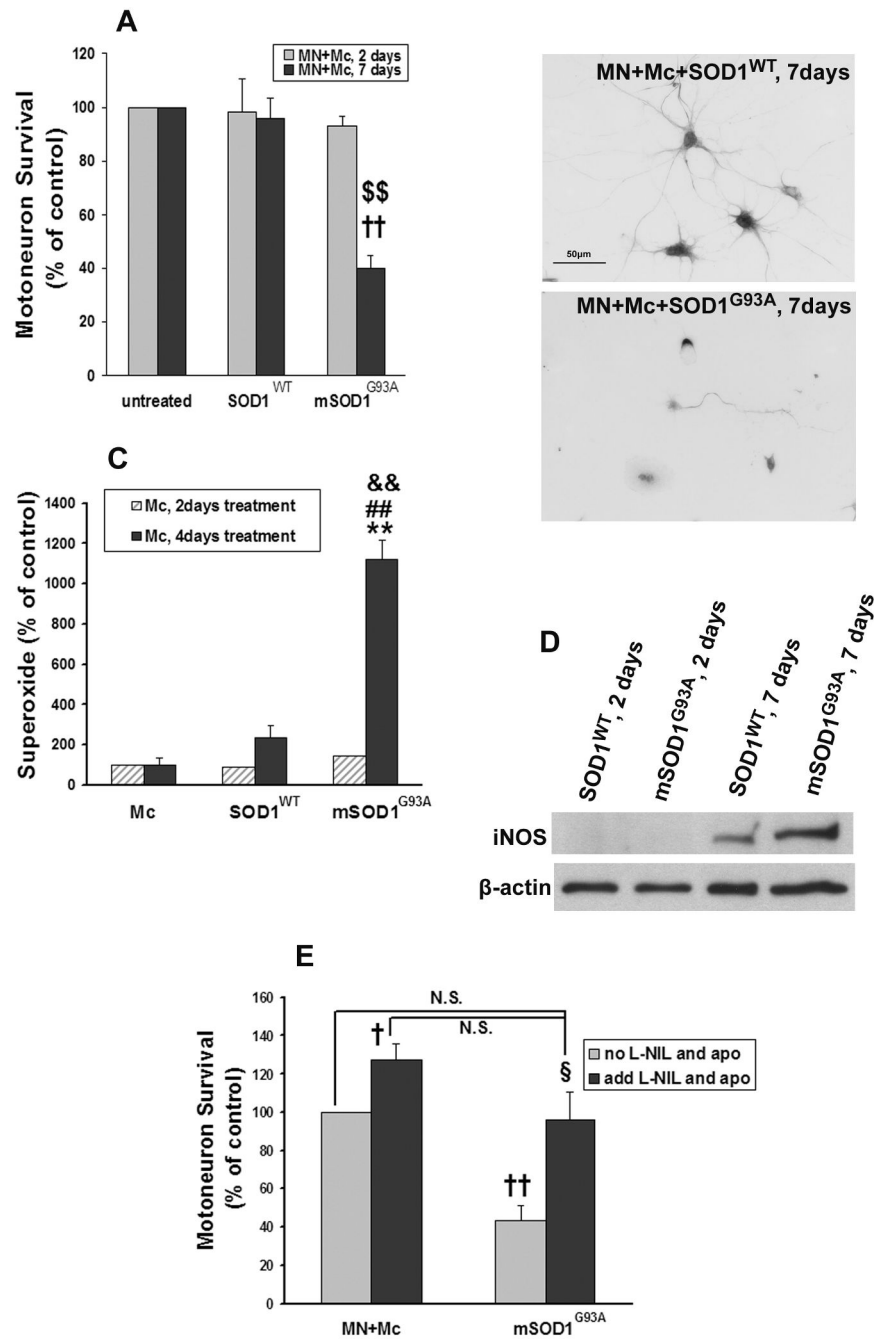 A
Motoneuron Survival
(% of control)
120
100
80
60
40
20
0
MN+Mc, 2 days
MN+Mc, 7 days
$$
††
untreated
SOD1WT
mSOD1G93A
MN+Mc+SOD1WT, 7days
50µm
MN+Mc+SOD1G93A, 7days
C
Superoxide (% of control)
1400
1200
1000
800
600
400
200
0
Mc, 2days treatment
Mc, 4days treatment
&&
##
**
Mc
SOD1WT
mSOD1G93A
D
SOD1WT, 2 days
mSOD1G93A, 2 days
SOD1WT, 7 days
mSOD1G93A, 7 days
iNOS
β-actin
E
Motoneuron Survival
(% of control)
160
140
120
100
80
60
40
20
0
N.S.
N.S.
†
§
††
no L-NIL and apo
add L-NIL and apo
MN+Mc
mSOD1G93A